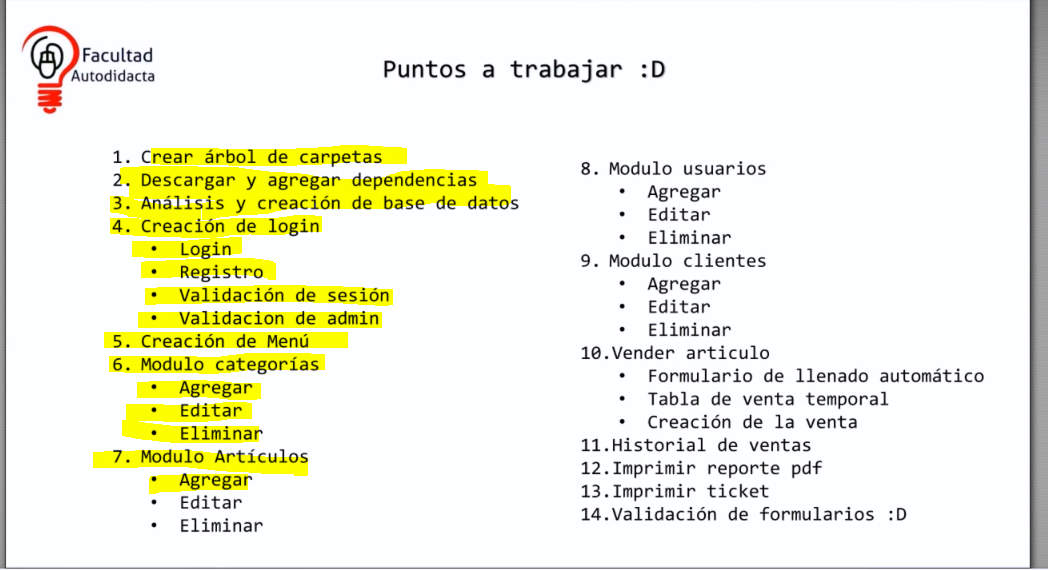 Facultad
Autodidacta
Puntos a trabajar :D
1. Crear árbol de carpetas
2. Descargar y agregar dependencias
3. Análisis y creación de base de datos
4. Creación de login
• Login
• Registro
• Validación de sesión
• Validacion de admin
5. Creación de Menú
6. Modulo categorías
• Agregar
• Editar
• Eliminar
7. Modulo Artículos
• Agregar
• Editar
• Eliminar
8. Modulo usuarios
• Agregar
• Editar
• Eliminar
9. Modulo clientes
• Agregar
• Editar
• Eliminar
10.Vender articulo
• Formulario de llenado automático
• Tabla de venta temporal
• Creación de la venta
11.Historial de ventas
12.Imprimir reporte pdf
13.Imprimir ticket
14.Validación de formularios :D